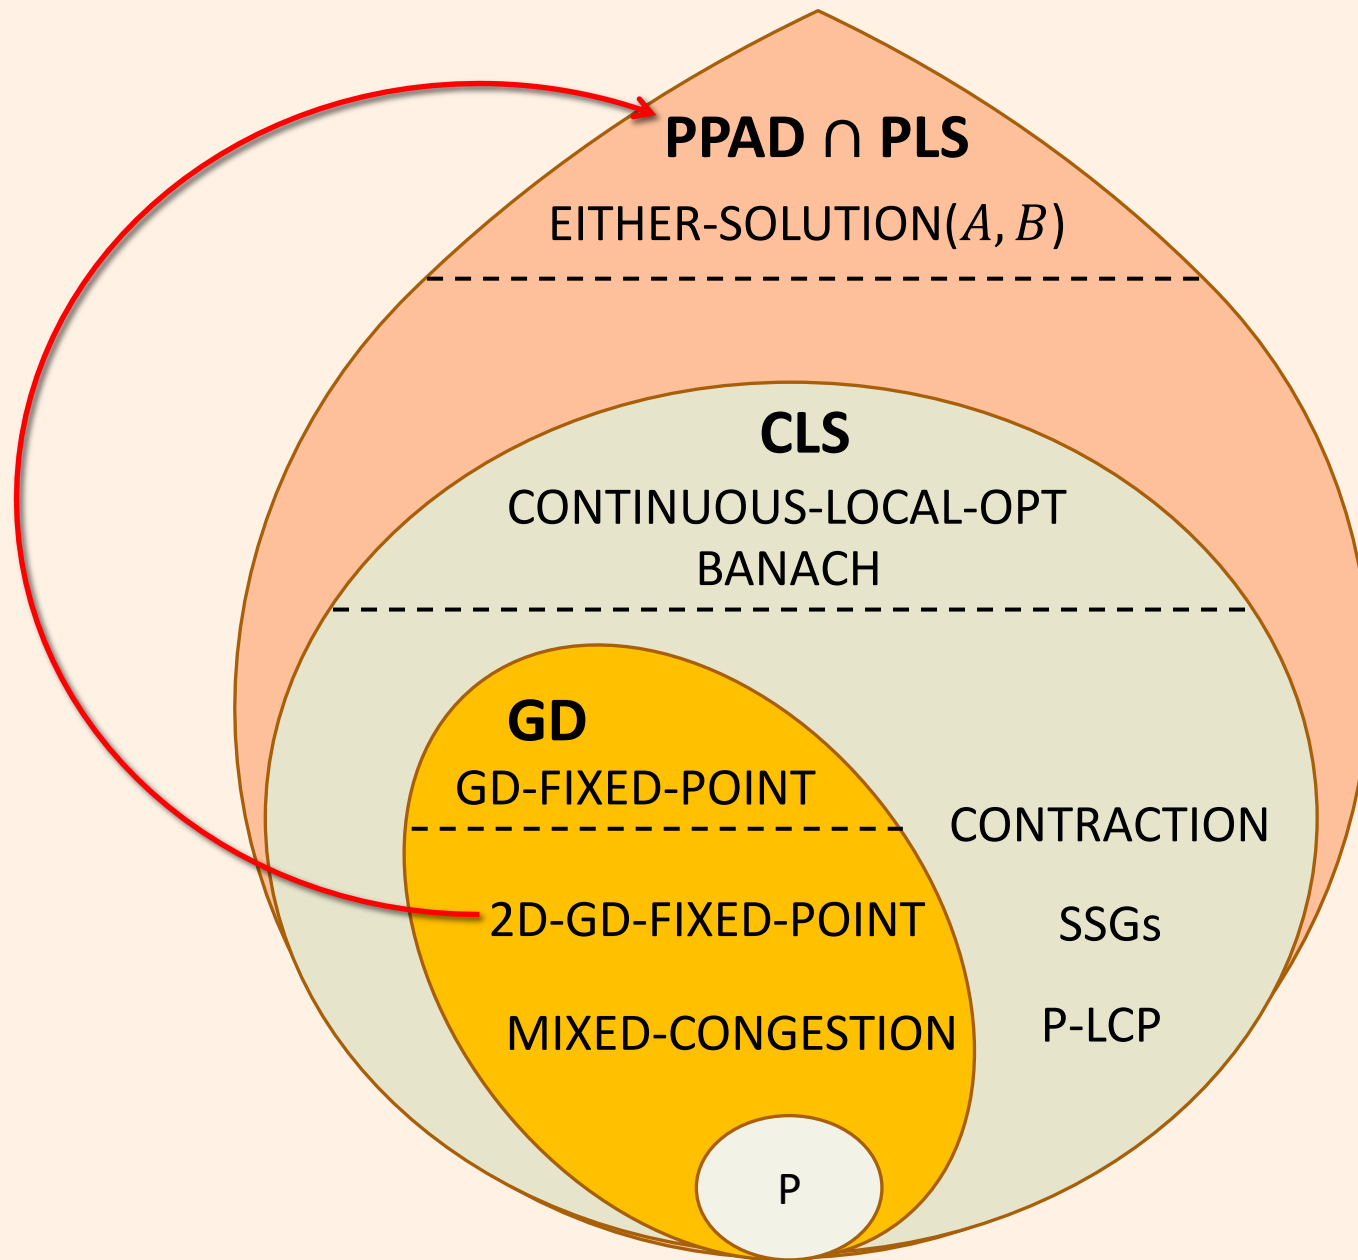 PPAD ∩ PLS
EITHER-SOLUTION(A, B)
CLS
CONTINUOUS-LOCAL-OPT
BANACH
GD
GD-FIXED-POINT
CONTRACTION
2D-GD-FIXED-POINT
SSGs
MIXED-CONGESTION
P-LCP
P